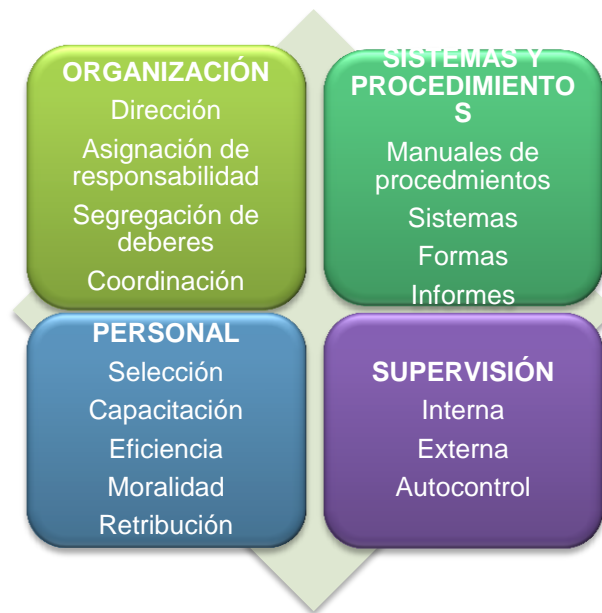 ORGANIZACIÓN
Dirección
Asignación de
responsabilidad
Segregación de
deberes
Coordinación
SISTEMAS Y
PROCEDIMIENTO
S
Manuales de
procedmientos
Sistemas
Formas
Informes
PERSONAL
Selección
Capacitación
Eficiencia
Moralidad
Retribución
SUPERVISIÓN
Interna
Externa
Autocontrol